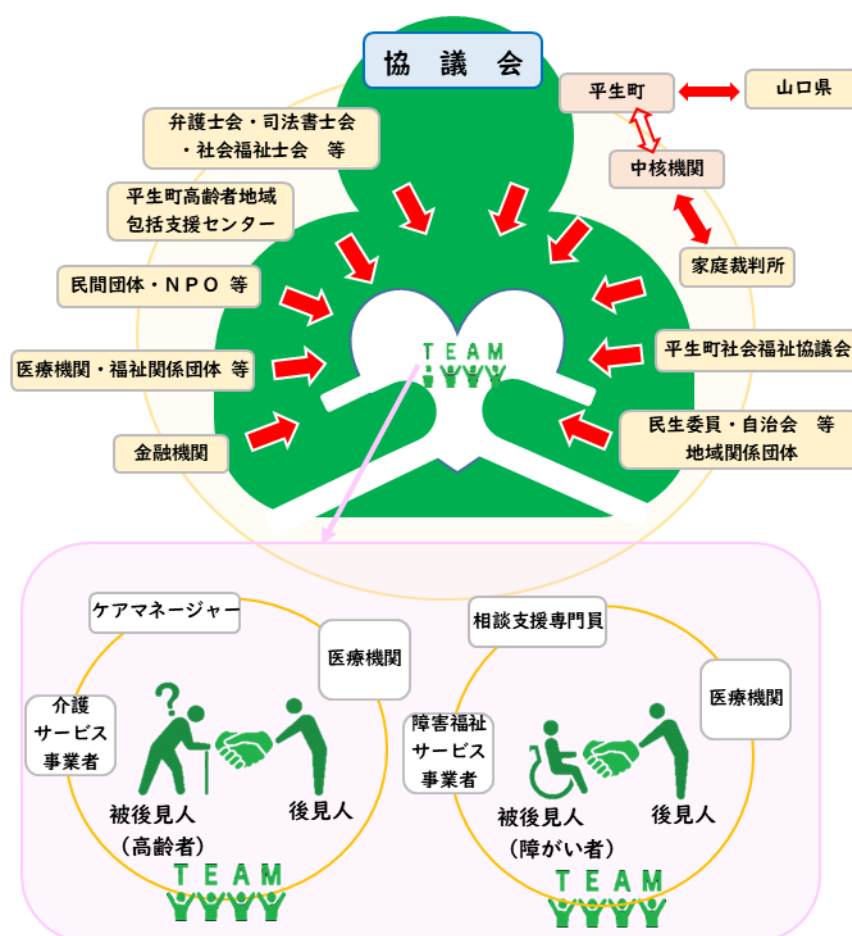 協 議 会
平生町
山口県
中核機関
家庭裁判所
弁護士会・司法書士会
・社会福祉士会 等
平生町高齢者地域
包括支援センター
民間団体・ＮＰＯ 等
医療機関・福祉関係団体 等
金融機関
平生町社会福祉協議会
民生委員・自治会 等
地域関係団体
TEAM
ケアマネージャー
医療機関
介護
サービス
事業者
?
被後見人
（高齢者）
後見人
TEAM
相談支援専門員
医療機関
障害福祉
サービス
事業者
被後見人
（障がい者）
後見人
TEAM